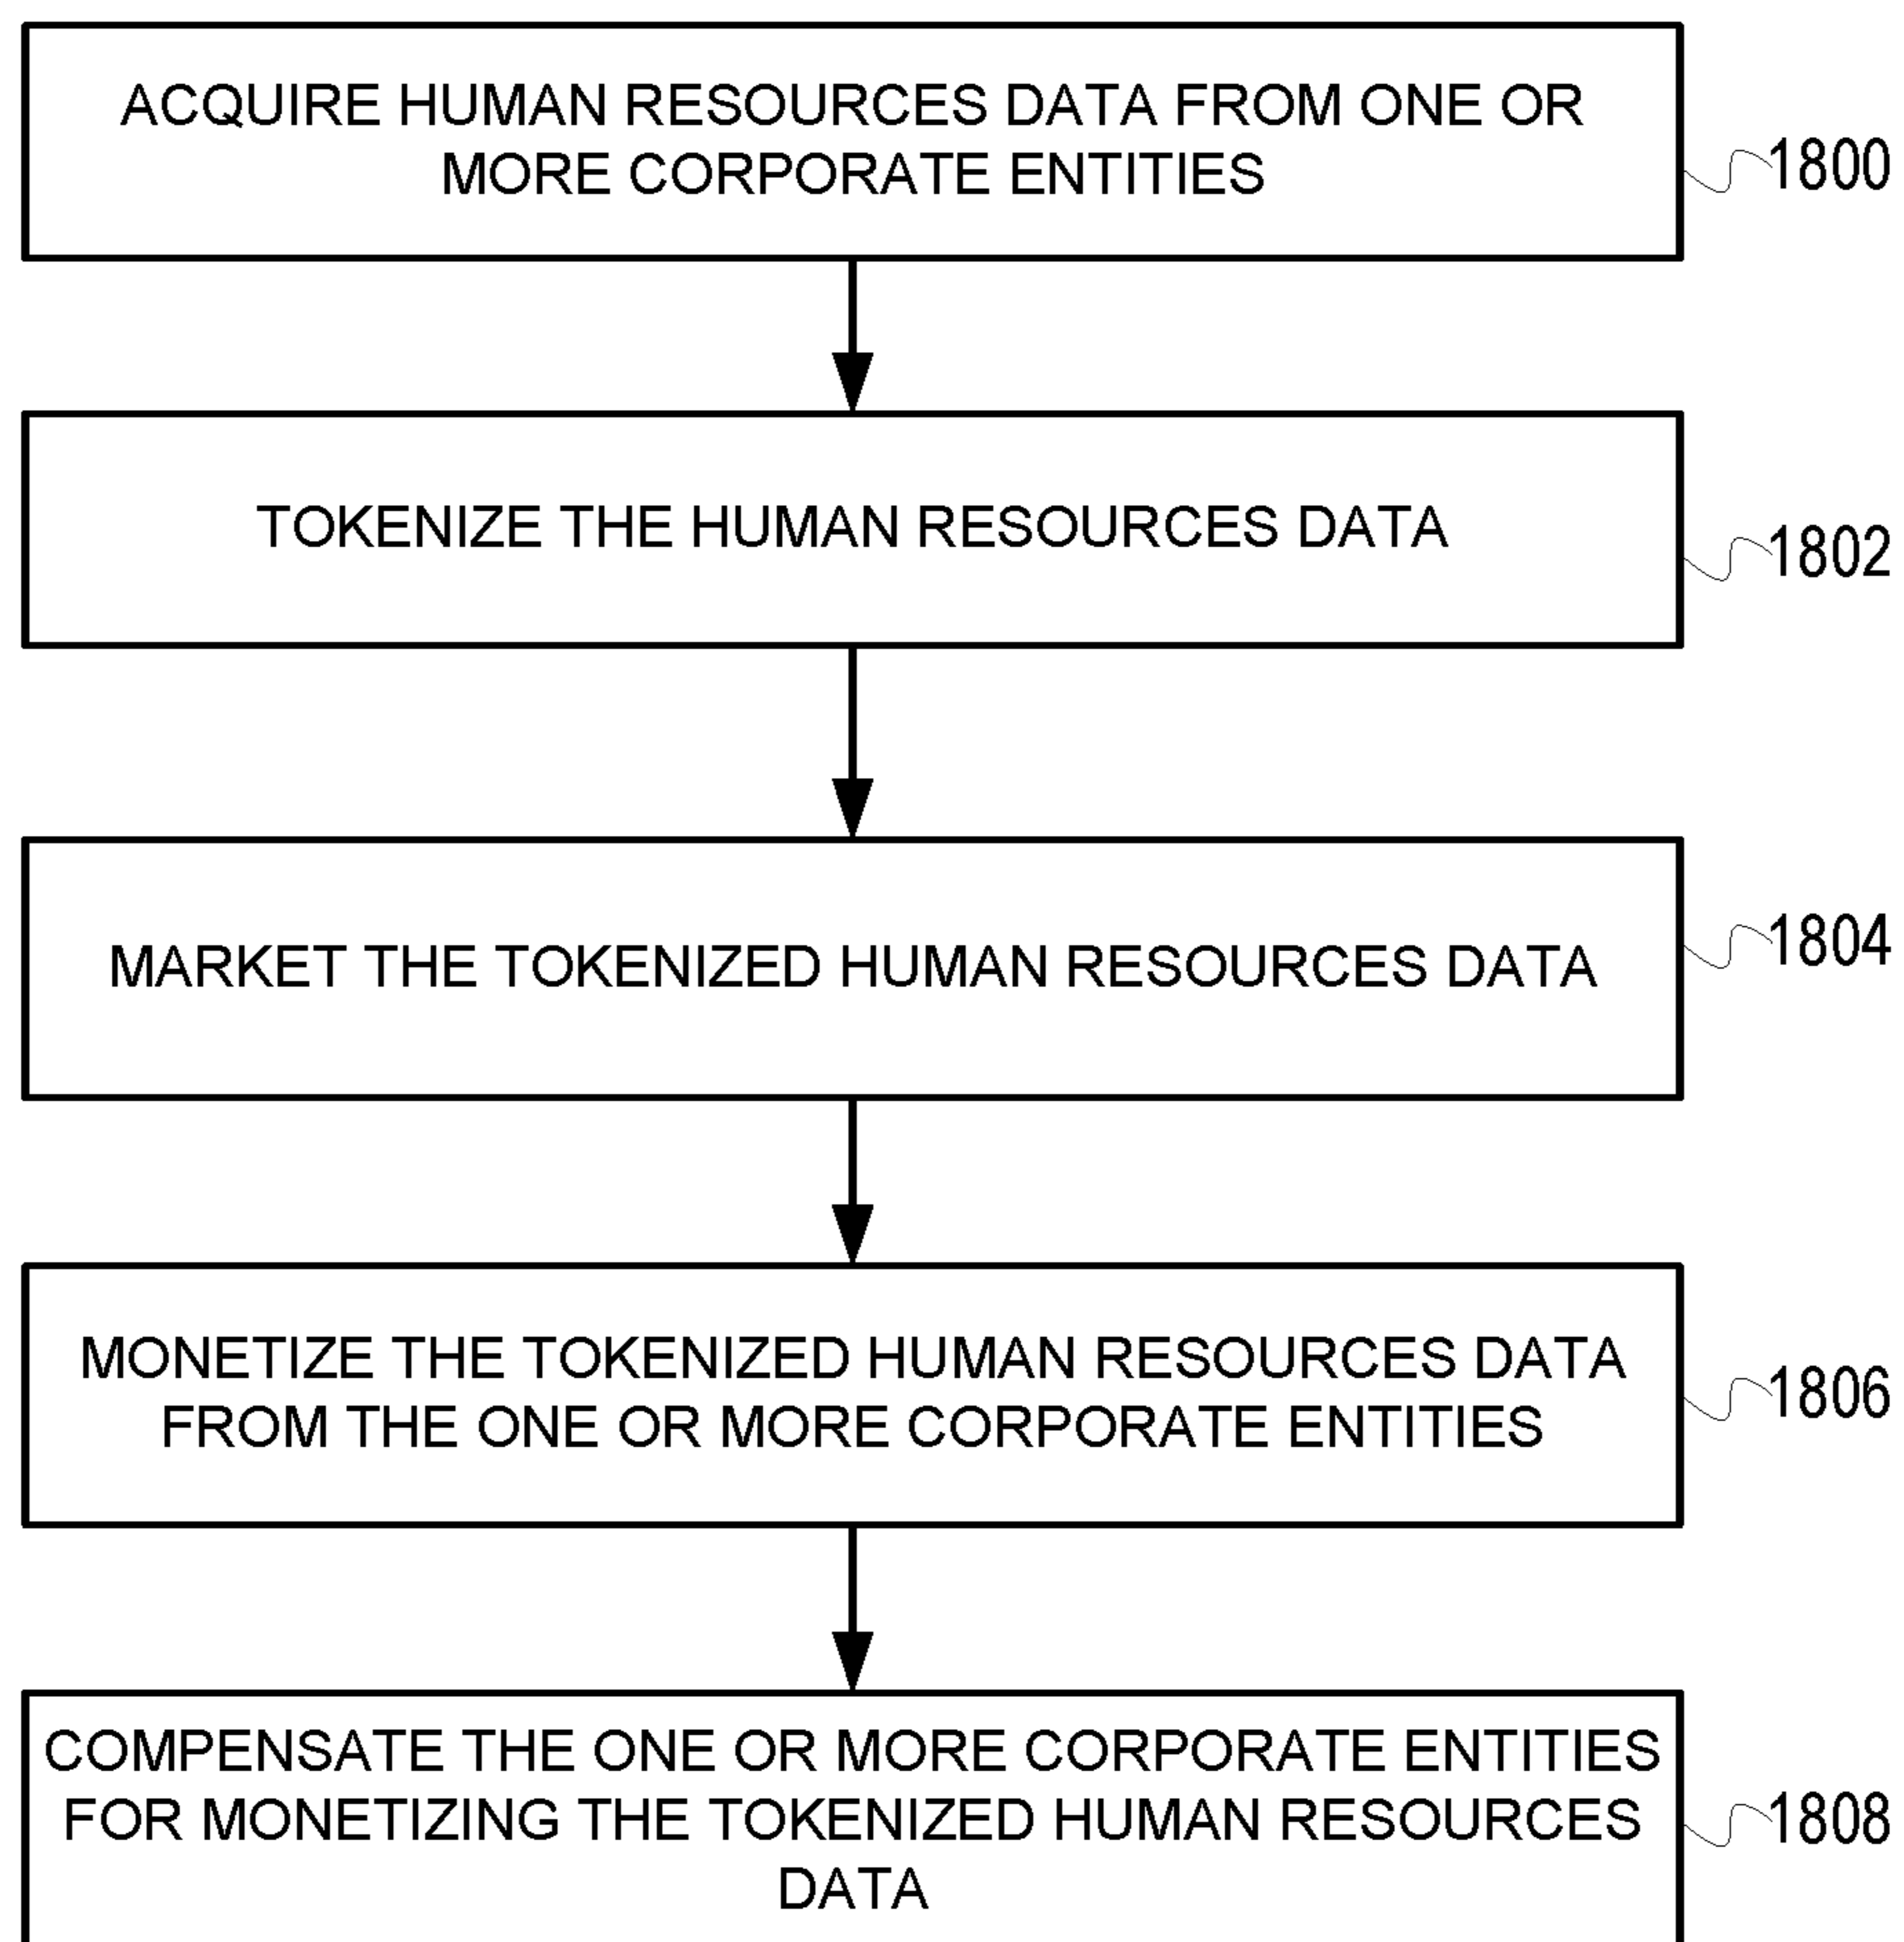 ACQUIRE HUMAN RESOURCES DATA FROM ONE OR
MORE CORPORATE ENTITIES
1800
TOKENIZE THE HUMAN RESOURCES DATA
1802
MARKET THE TOKENIZED HUMAN RESOURCES DATA
1804
MONETIZE THE TOKENIZED HUMAN RESOURCES DATA
FROM THE ONE OR MORE CORPORATE ENTITIES
1806
COMPENSATE THE ONE OR MORE CORPORATE ENTITIES
FOR MONETIZING THE TOKENIZED HUMAN RESOURCES
DATA
1808